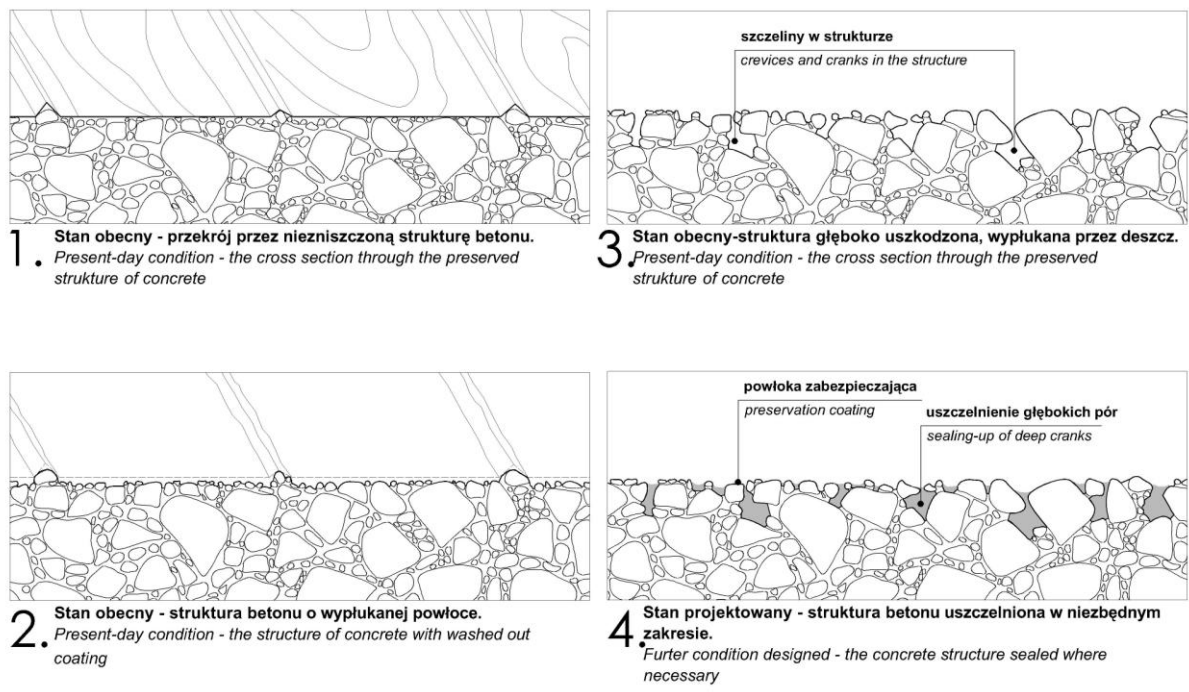 1. Stan obecny - przekrój przez niezniszczoną strukturę betonu.
Present-day condition - the cross section through the preserved
strukture of concrete
2. Stan obecny - struktura betonu o wypłukanej powłoce.
Present-day condition - the structure of concrete with washed out
coating
szczeliny w strukturze
crevices and cranks in the structure
3. Stan obecny-struktura głęboko uszkodzona, wypłukana przez deszcz.
Present-day condition - the cross section through the preserved
strukture of concrete
powłoka zabezpieczająca
preservation coating
uszczelnienie głębokich pór
sealing-up of deep cranks
4. Stan projektowany - struktura betonu uszczelniona w niezbędnym
zakresie.
Furter condition designed - the concrete structure sealed where
necessary